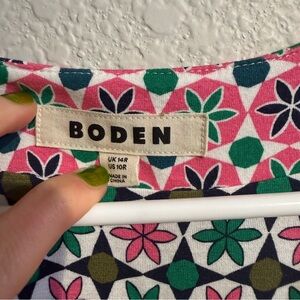 BODEN
UK 14R
US 10R
MADE IN
CHINA